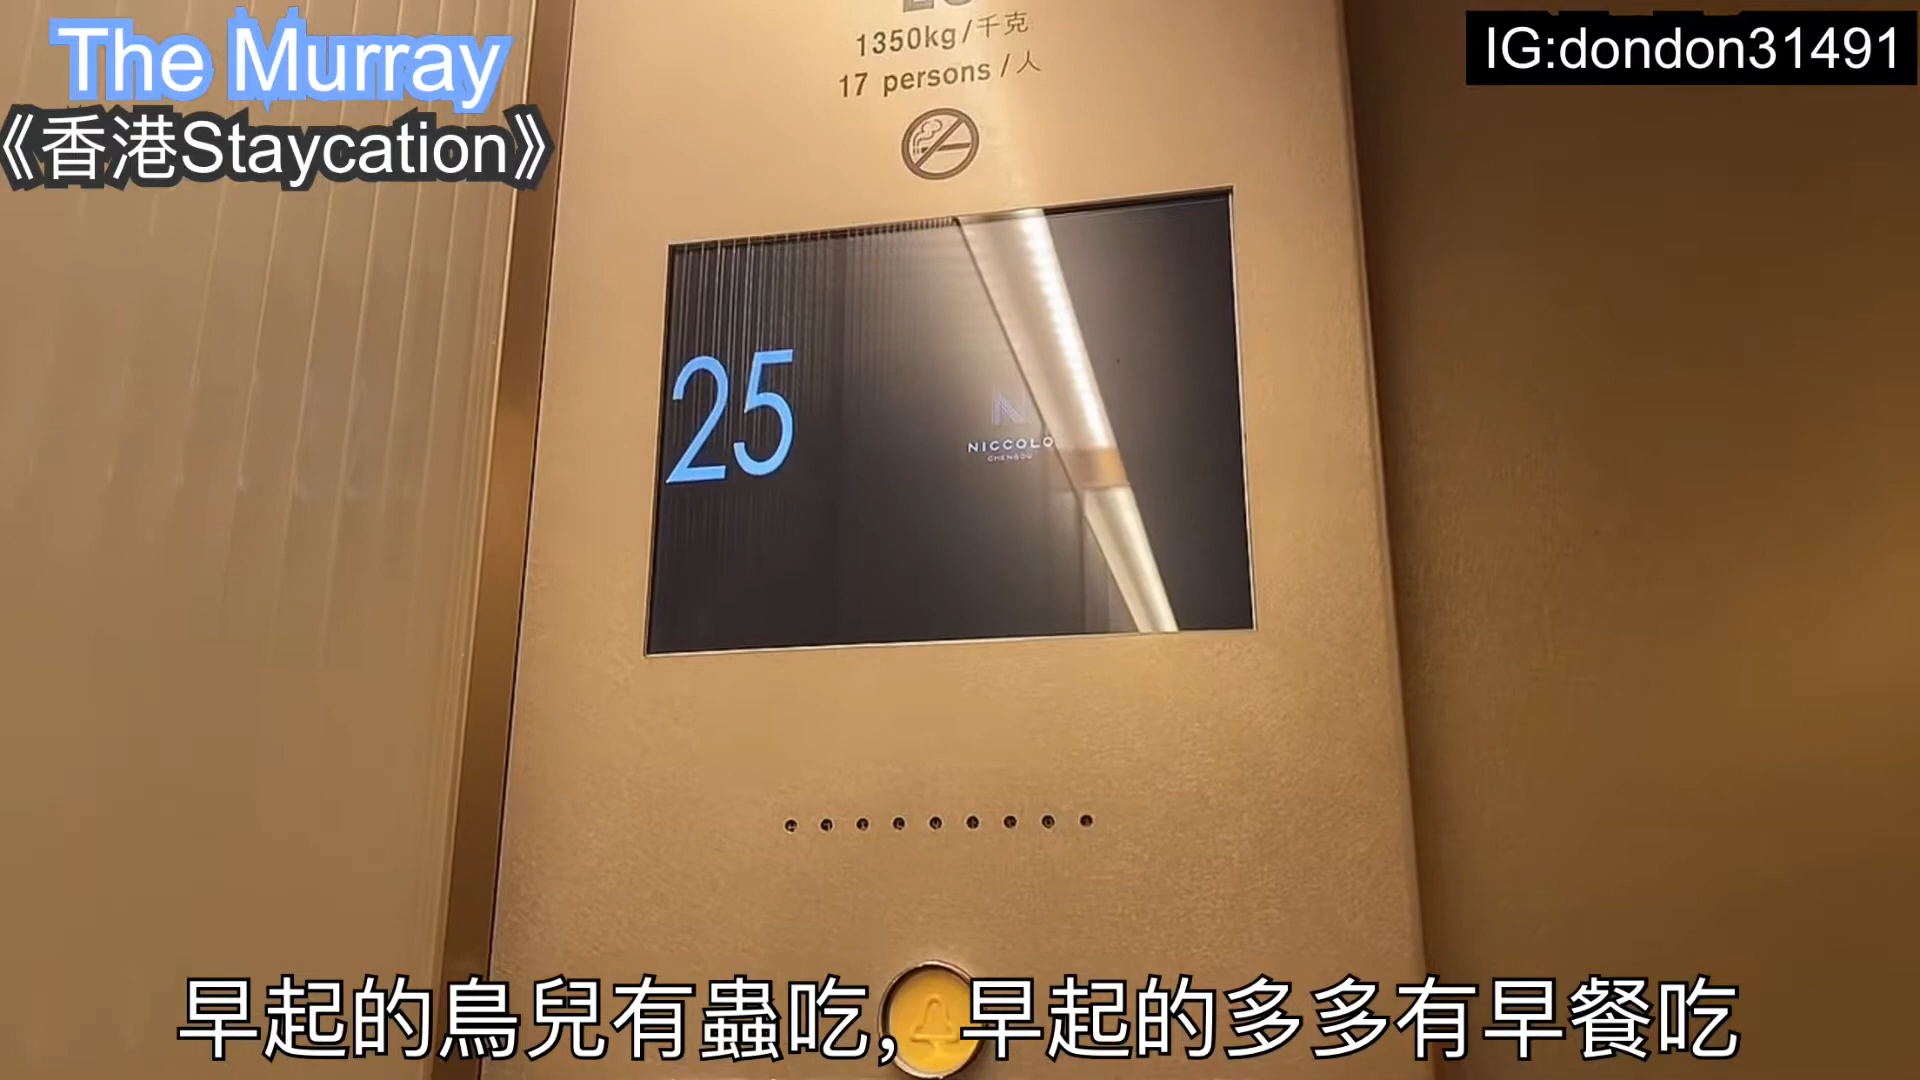 The Murray
《香港Staycation》
IG:dondon31491
1350kg/千克
17 persons/人
25
NICCOLO
CHENGDU
早起的鳥兒有蟲吃，早起的多多有早餐吃